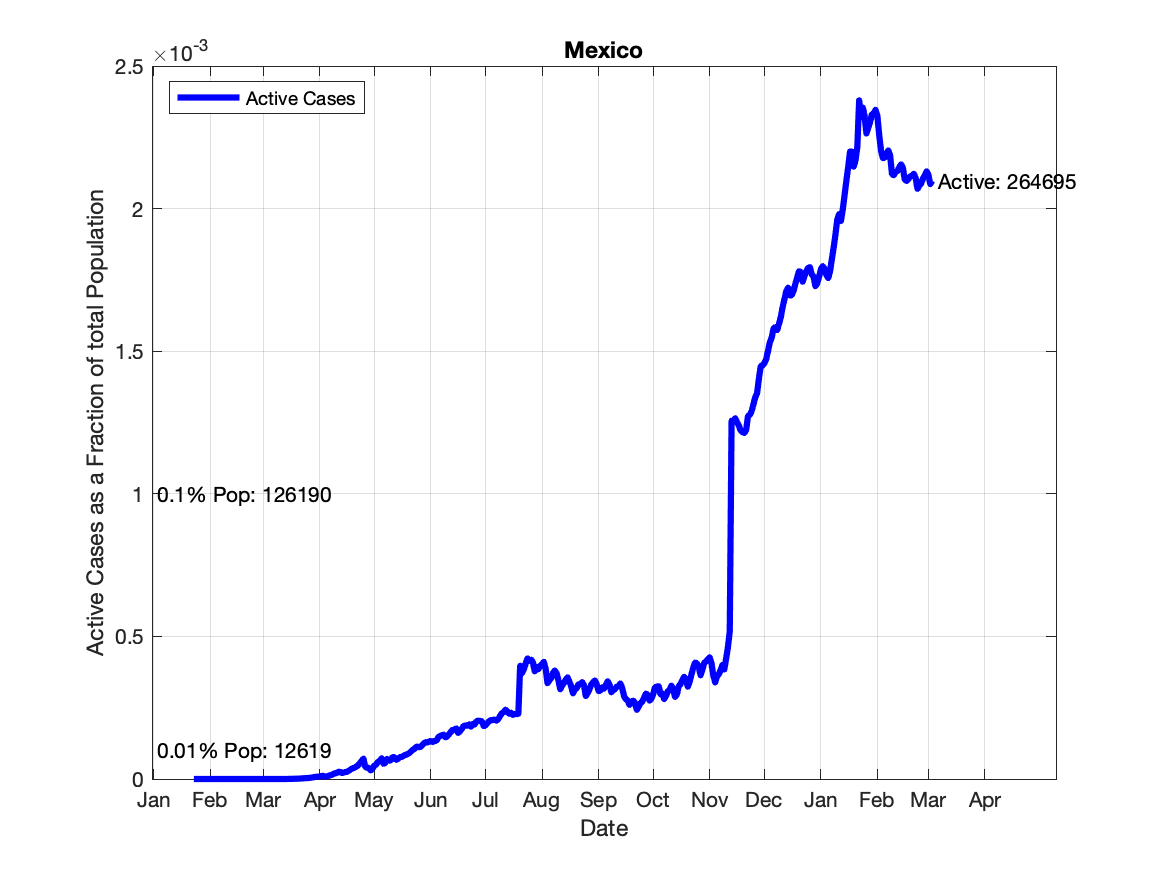 Mexico
×10-3
2.5
2
1.5
1
0.5
0
Active Cases as a Fraction of total Population
Active Cases
Active: 264695
0.1% Pop: 126190
0.01% Pop: 12619
Jan Feb Mar Apr May Jun Jul Aug Sep Oct Nov Dec Jan Feb Mar Apr
Date